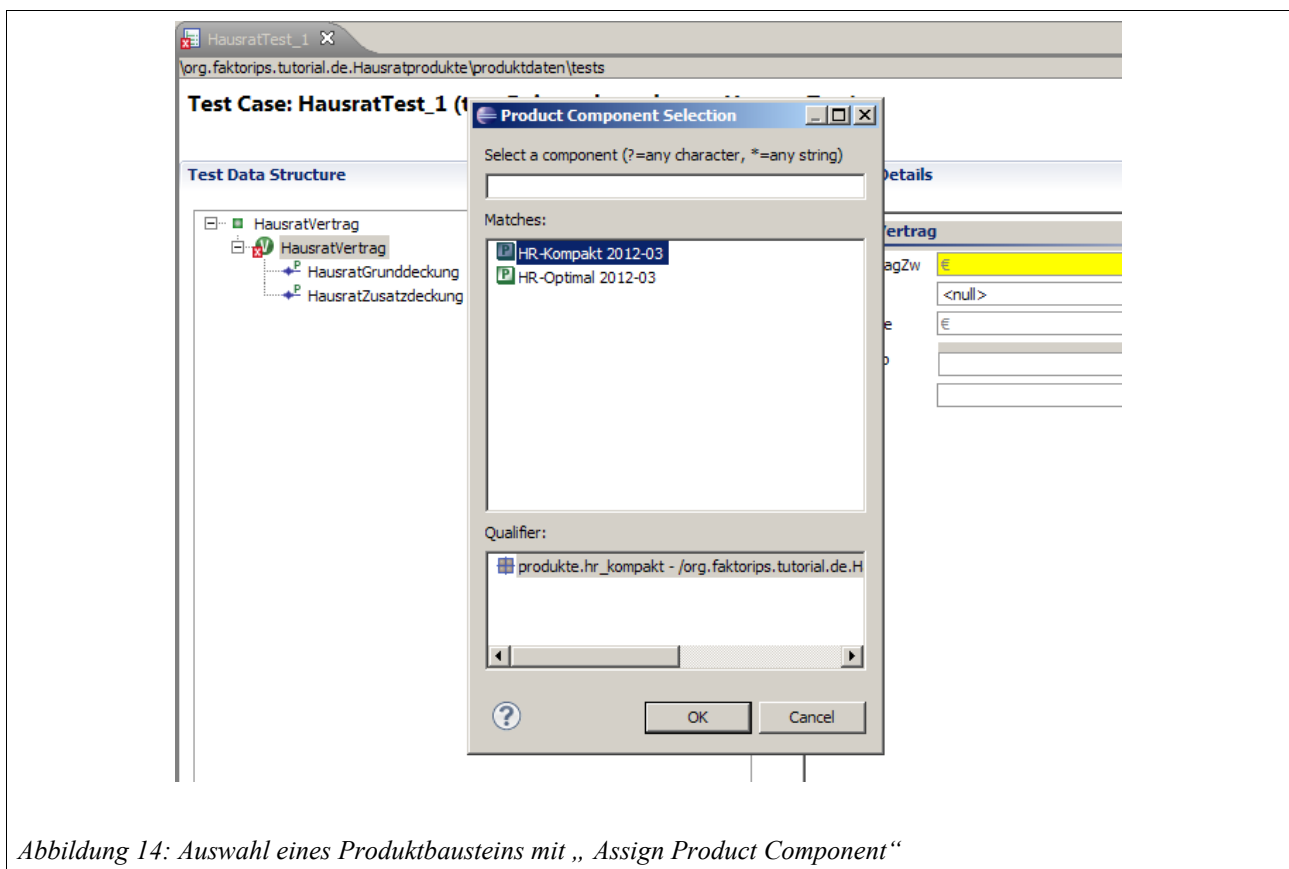 HausratTest_1
\org.faktorips.tutorial.de.Hausratprodukte\produktdaten\tests
Test Case: HausratTest_1 (t
Product Component Selection
Select a component (?=any character, *=any string)
Test Data Structure
Details
HausratVertrag
HausratVertrag
HausratGrunddeckung
HausratZusatzdeckung
Matches:
HR-Kompakt 2012-03
HR-Optimal 2012-03
ertrag
agZw €
<null>
e €
Qualifier:
produkte.hr_kompakt - /org.faktorips.tutorial.de.H
OK Cancel
Abbildung 14: Auswahl eines Produktbausteins mit „ Assign Product Component“